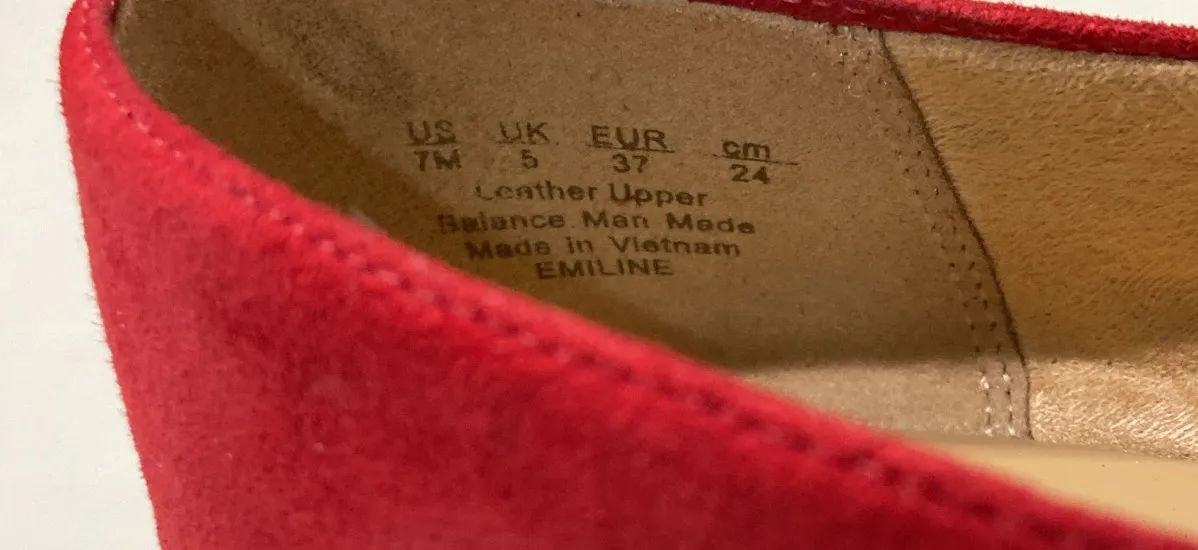 US UK EUR cm
7M 5 37 24
Leather Upper
Balance Man Made
Made in Vietnam
EMILINE